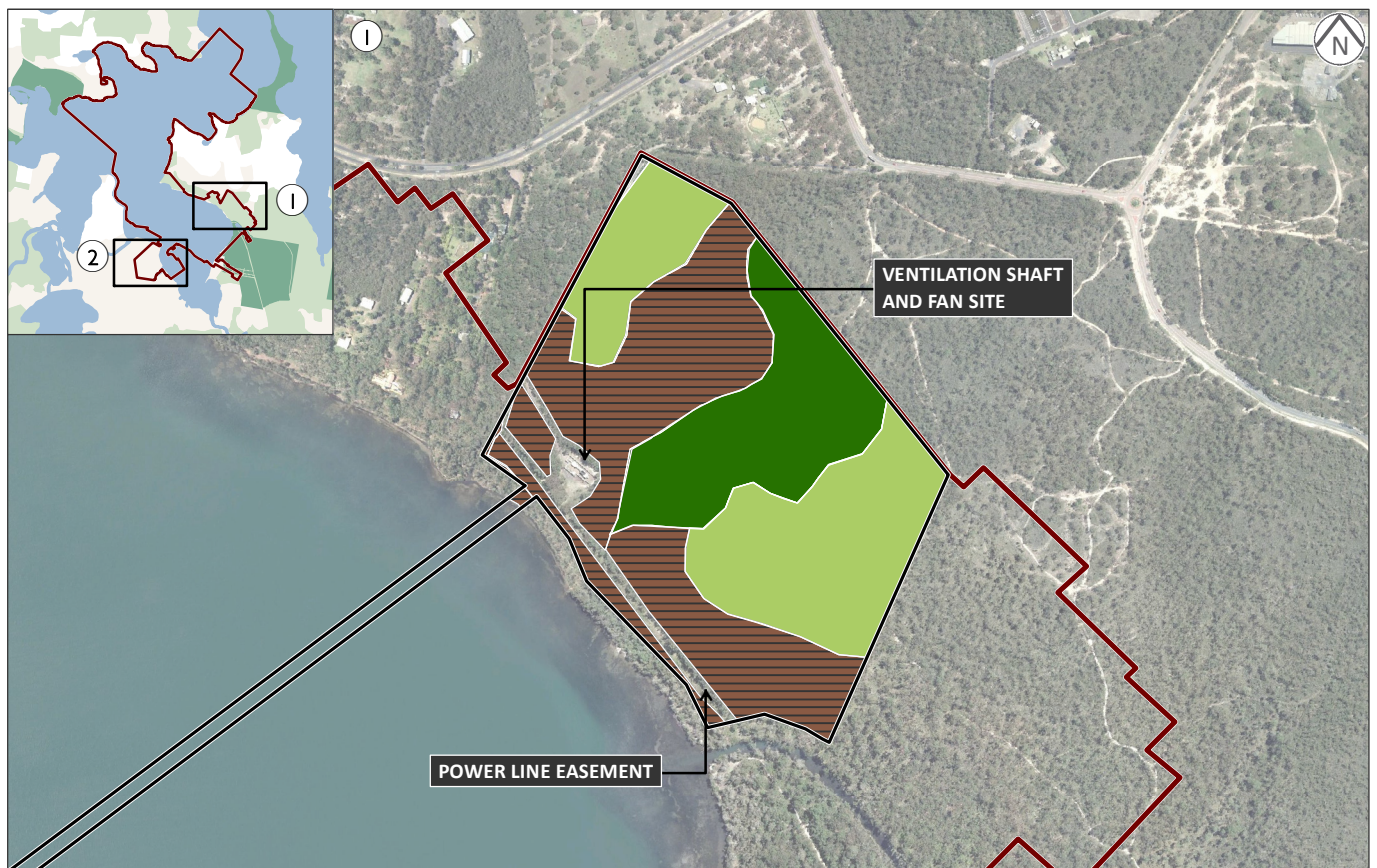 1
N
1
2
VENTILATION SHAFT
AND FAN SITE
POWER LINE EASEMENT